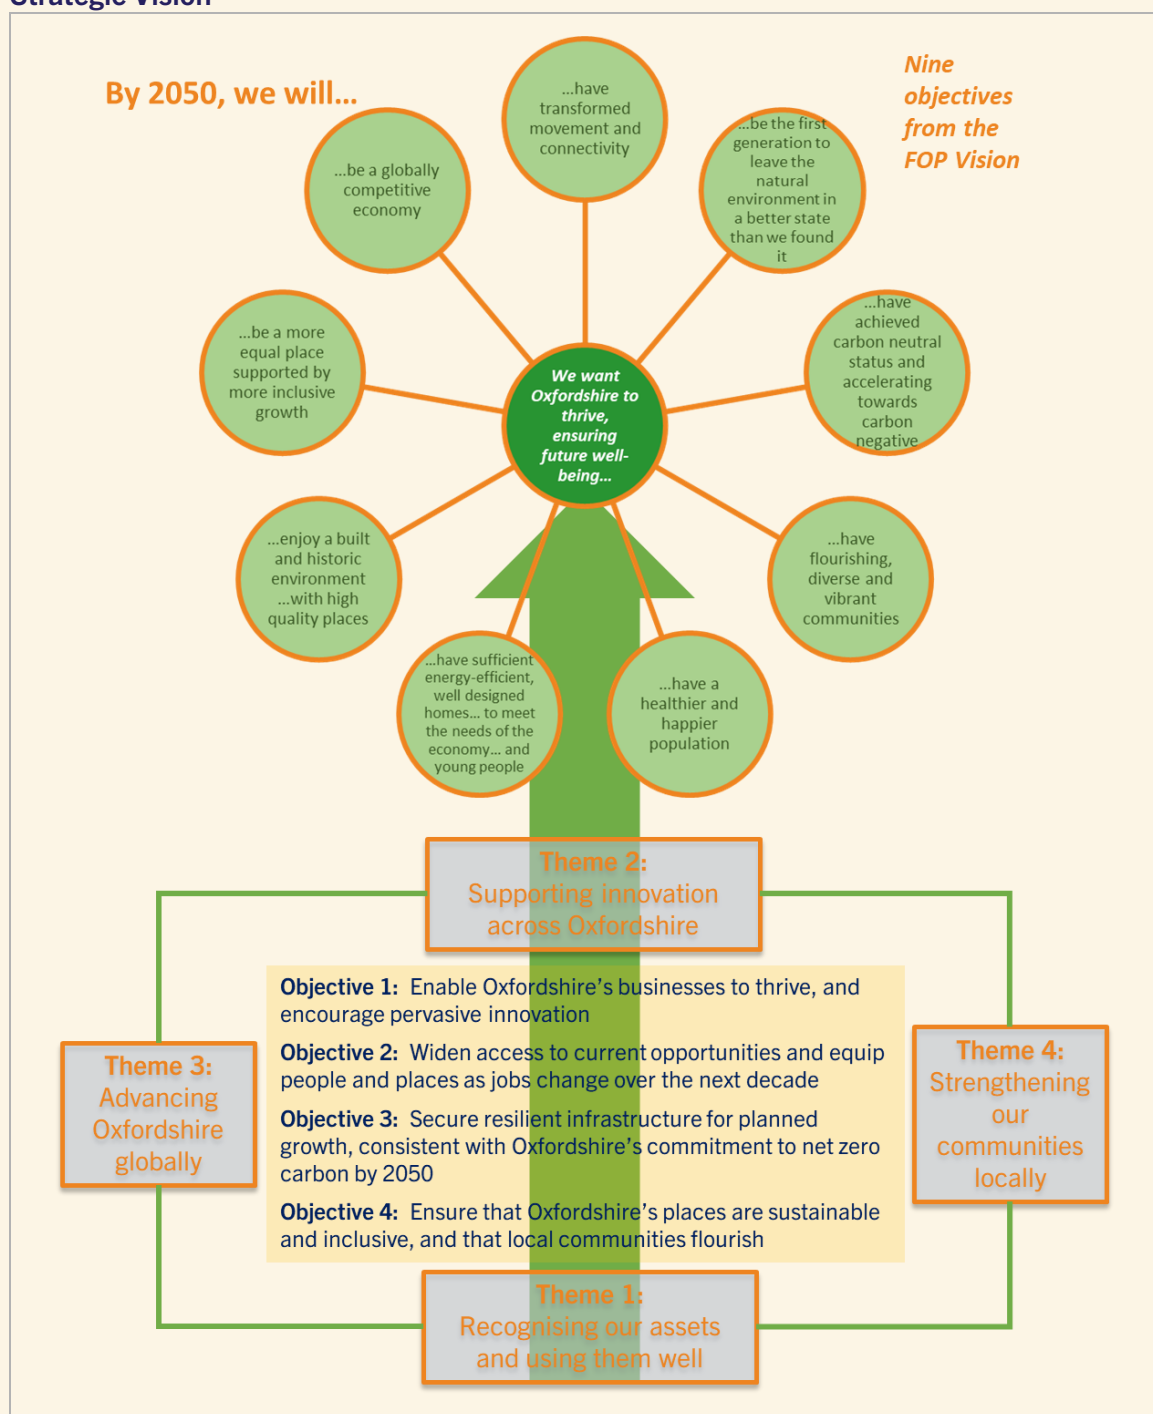 Strategic Vision
By 2050, we will...
Nine
objectives
from the
FOP Vision
...have
transformed
movement and
connectivity
...be the first
generation to
leave the
natural
environment in
a better state
than we found
it
...have
achieved
carbon neutral
status and
accelerating
towards
carbon
negative
...have
flourishing,
diverse and
vibrant
communities
...have a
healthier and
happier
population
...have sufficient
energy-efficient,
well designed
homes... to meet
the needs of the
economy... and
young people
...enjoy a built
and historic
environment
...with high
quality places
...be a more
equal place
supported by
more inclusive
growth
...be a globally
competitive
economy
We want
Oxfordshire to
thrive,
ensuring
future well-
being...
Theme 2:
Supporting innovation
across Oxfordshire
Theme 3:
Advancing
Oxfordshire
globally
Objective 1: Enable Oxfordshire's businesses to thrive, and
encourage pervasive innovation
Objective 2: Widen access to current opportunities and equip
people and places as jobs change over the next decade
Objective 3: Secure resilient infrastructure for planned
growth, consistent with Oxfordshire's commitment to net zero
carbon by 2050
Objective 4: Ensure that Oxfordshire's places are sustainable
and inclusive, and that local communities flourish
Theme 4:
Strengthening
our
communities
locally
Theme 1:
Recognising our assets
and using them well